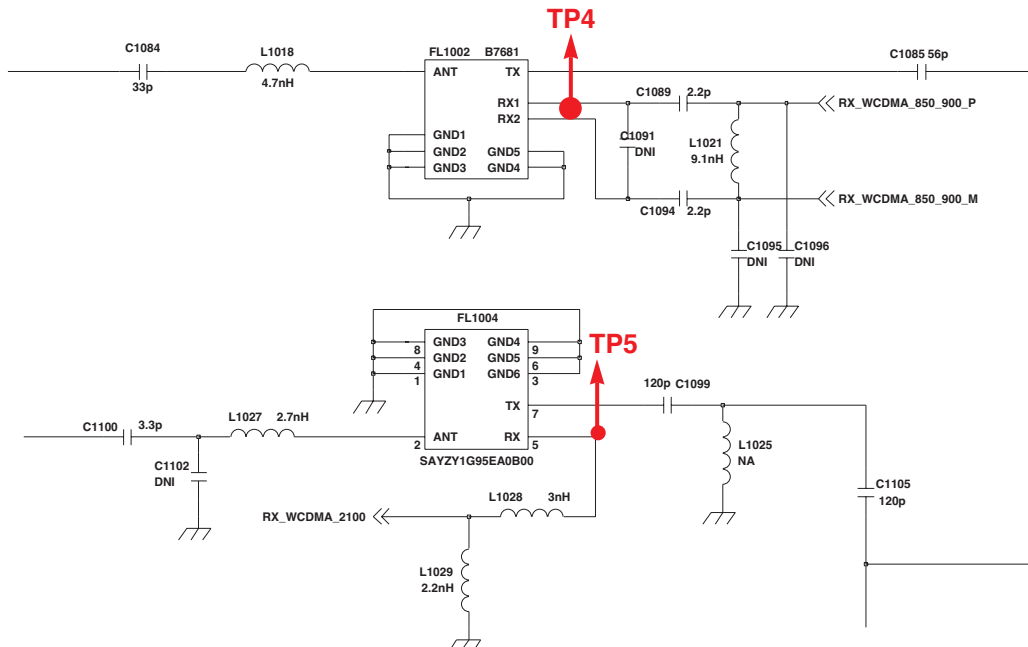 TP4
C1084
33p
L1018
4.7nH
FL1002 B7681
ANT TX
RX1
RX2
GND1
GND2 GND5
GND3 GND4
C1085 56p
C1089 2.2p
RX_WCDMA_850_900_P
C1091
DNI
L1021
9.1nH
C1094 2.2p
RX_WCDMA_850_900_M
C1095
DNI
C1096
DNI
FL1004
GND3 GND4
8 9
GND2 GND5
4 6
GND1 GND6
1 3
TX
7
ANT RX
2 5
SAYZY1G95EA0B00
TP5
120p C1099
L1025
NA
C1105
120p
C1100 3.3p
L1027 2.7nH
C1102
DNI
L1028 3nH
RX_WCDMA_2100
L1029
2.2nH